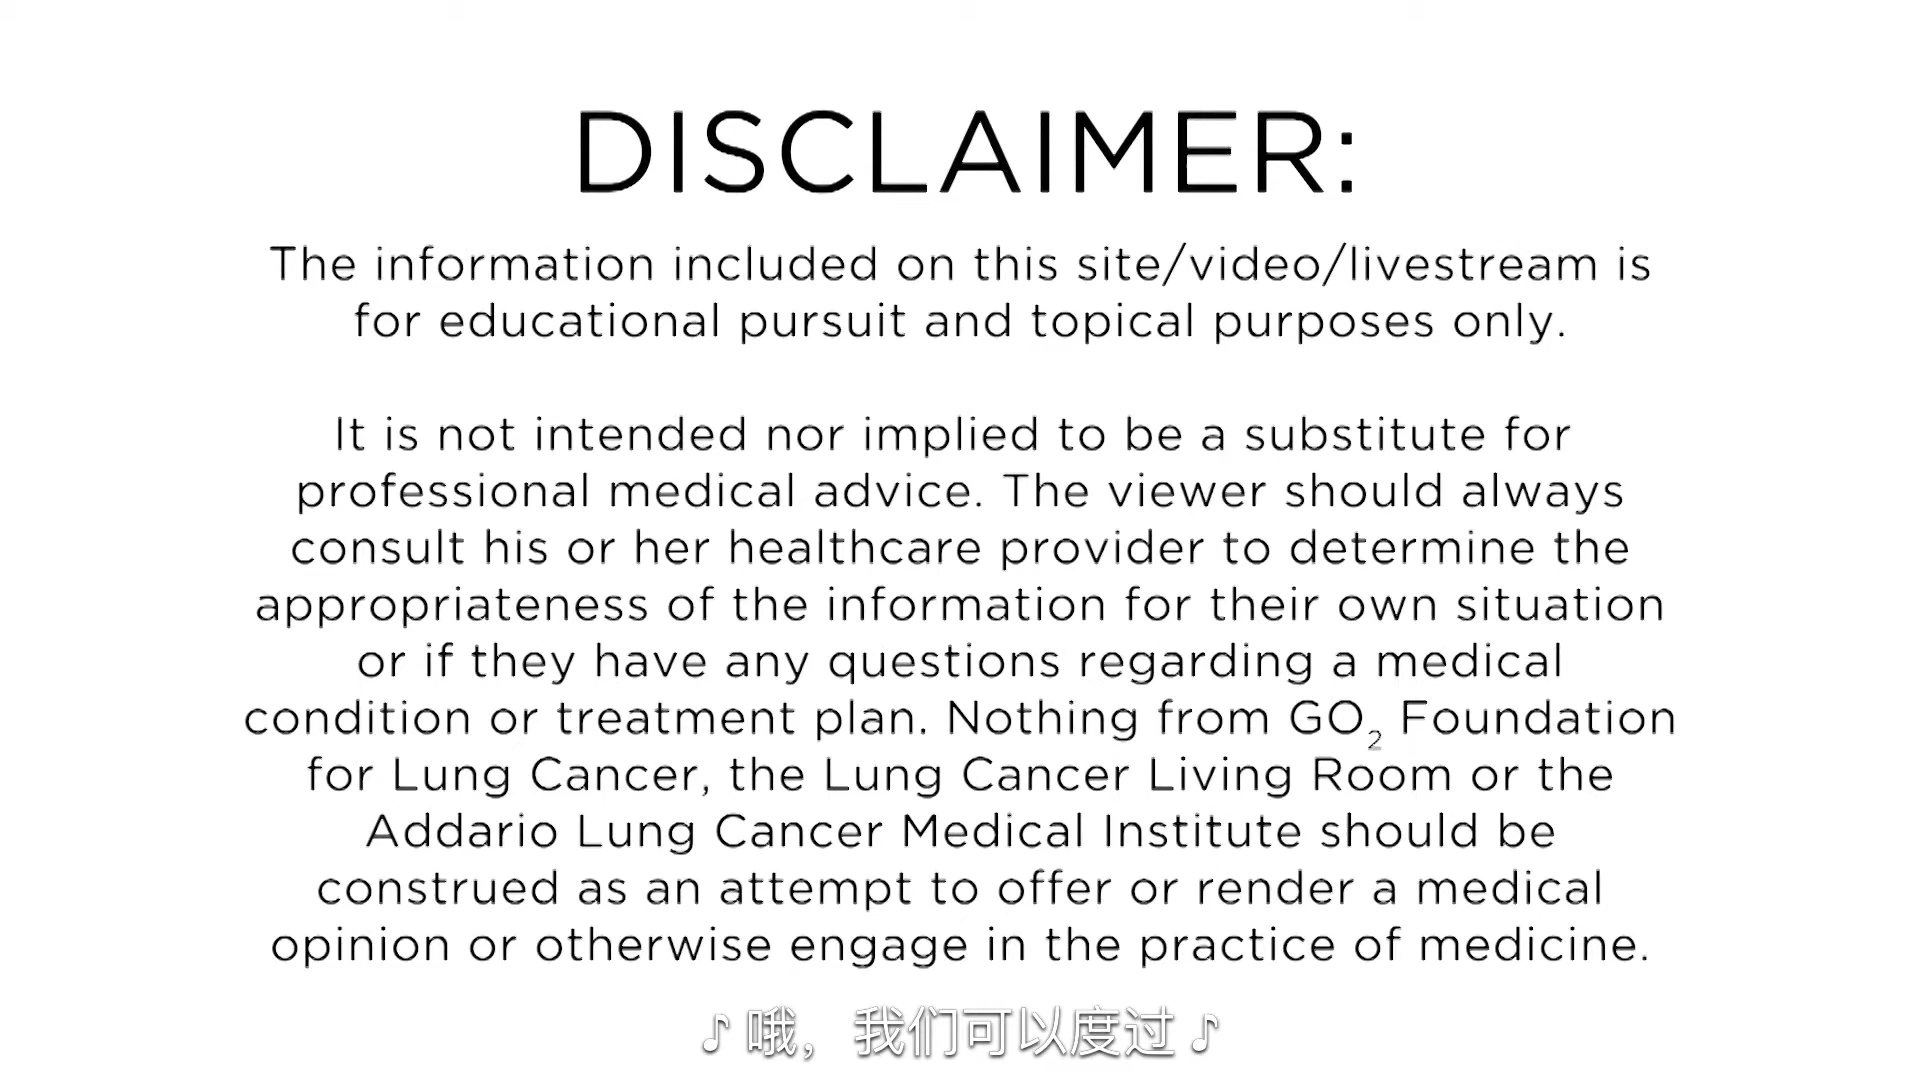 DISCLAIMER:
The information included on this site/video/livestream is
for educational pursuit and topical purposes only.
It is not intended nor implied to be a substitute for
professional medical advice. The viewer should always
consult his or her healthcare provider to determine the
appropriateness of the information for their own situation
or if they have any questions regarding a medical
condition or treatment plan. Nothing from GO₂ Foundation
for Lung Cancer, the Lung Cancer Living Room or the
Addario Lung Cancer Medical Institute should be
construed as an attempt to offer or render a medical
opinion or otherwise engage in the practice of medicine.
♪ 哦，我们可以度过 ♪